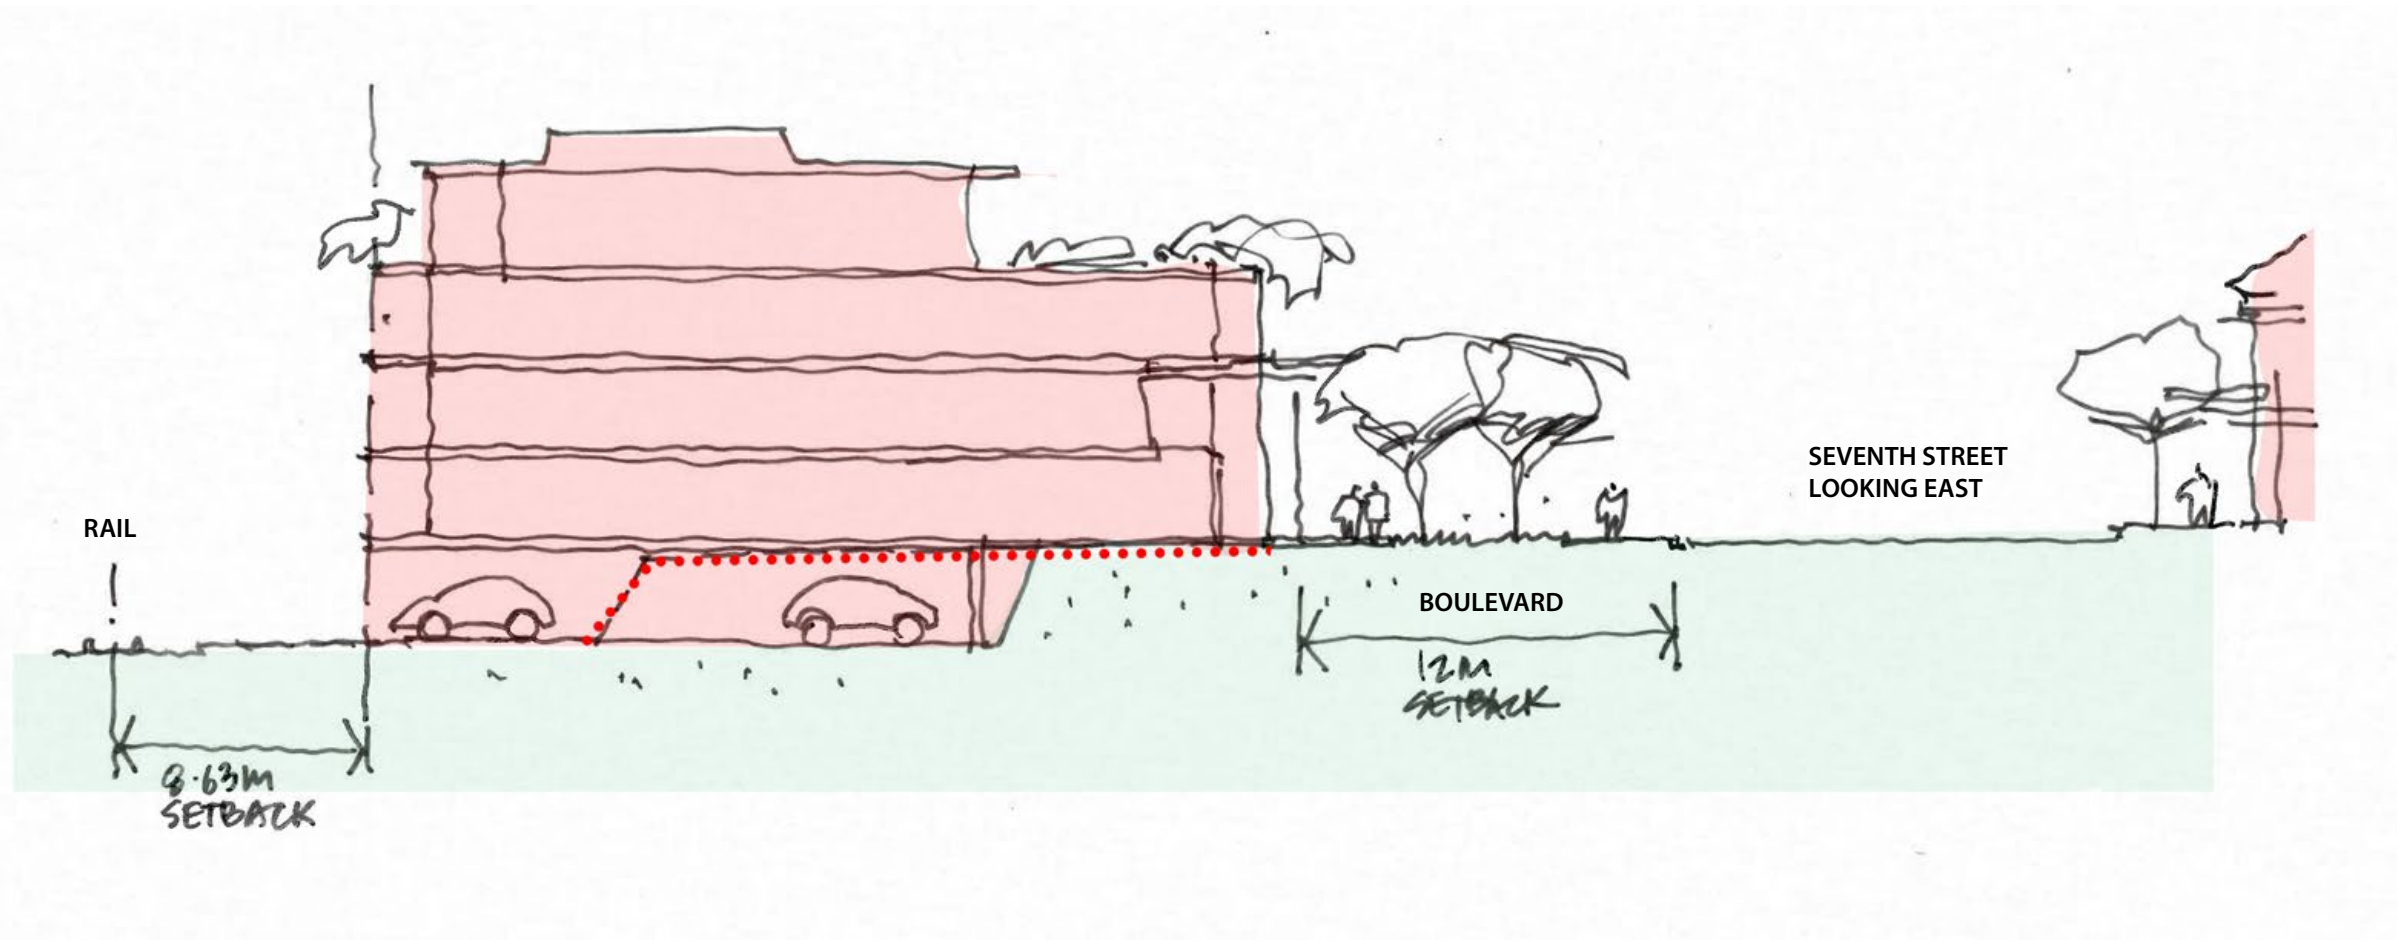 SEVENTH STREET
LOOKING EAST
RAIL
BOULEVARD
12M
SETBACK
8.63M
SETBACK